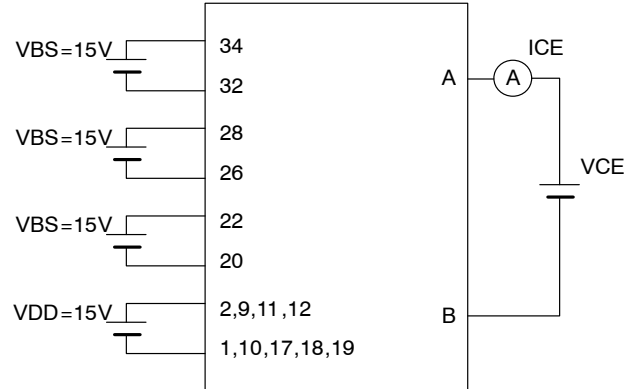 VBS=15V
34
32
VBS=15V
28
26
VBS=15V
22
20
VDD=15V
2,9,11,12
1,10,17,18,19
A
ICE
A
VCE
B